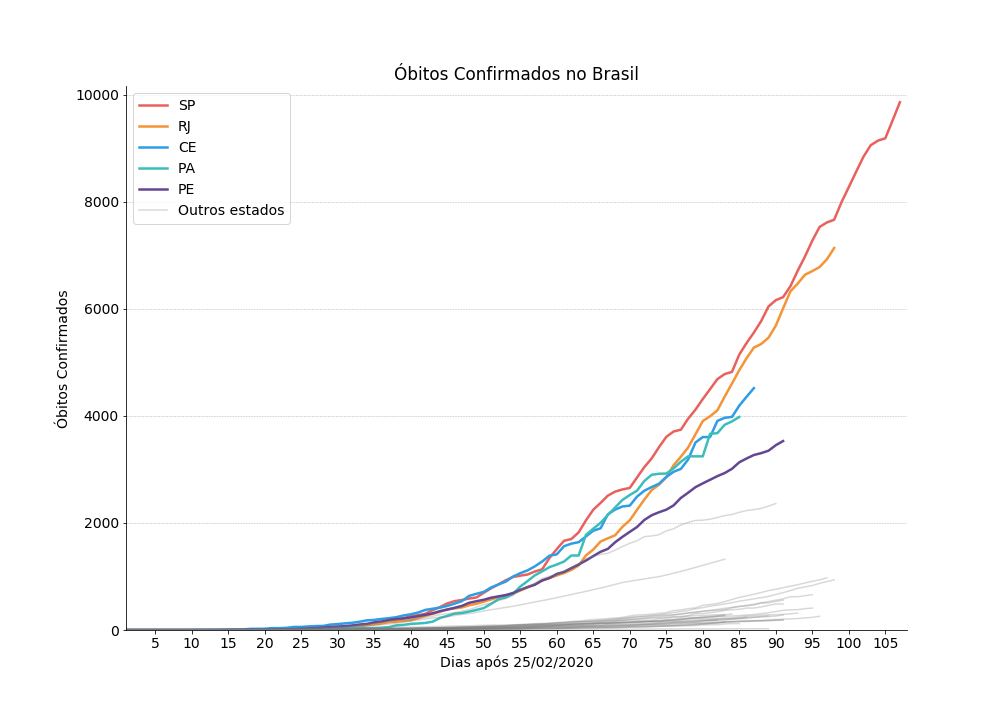 Óbitos Confirmados no Brasil
10000
8000
6000
4000
2000
0
Óbitos Confirmados
SP
RJ
CE
PA
PE
Outros estados
5 10 15 20 25 30 35 40 45 50 55 60 65 70 75 80 85 90 95 100 105
Dias após 25/02/2020